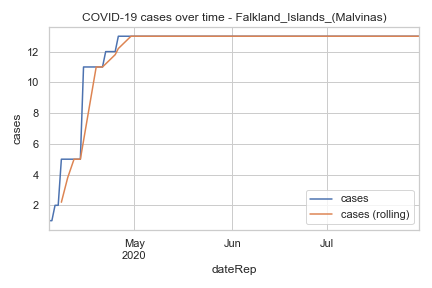 COVID-19 cases over time - Falkland_Islands_(Malvinas)
12
10
8
6
4
2
cases
May
2020
Jun
Jul
dateRep
cases
cases (rolling)